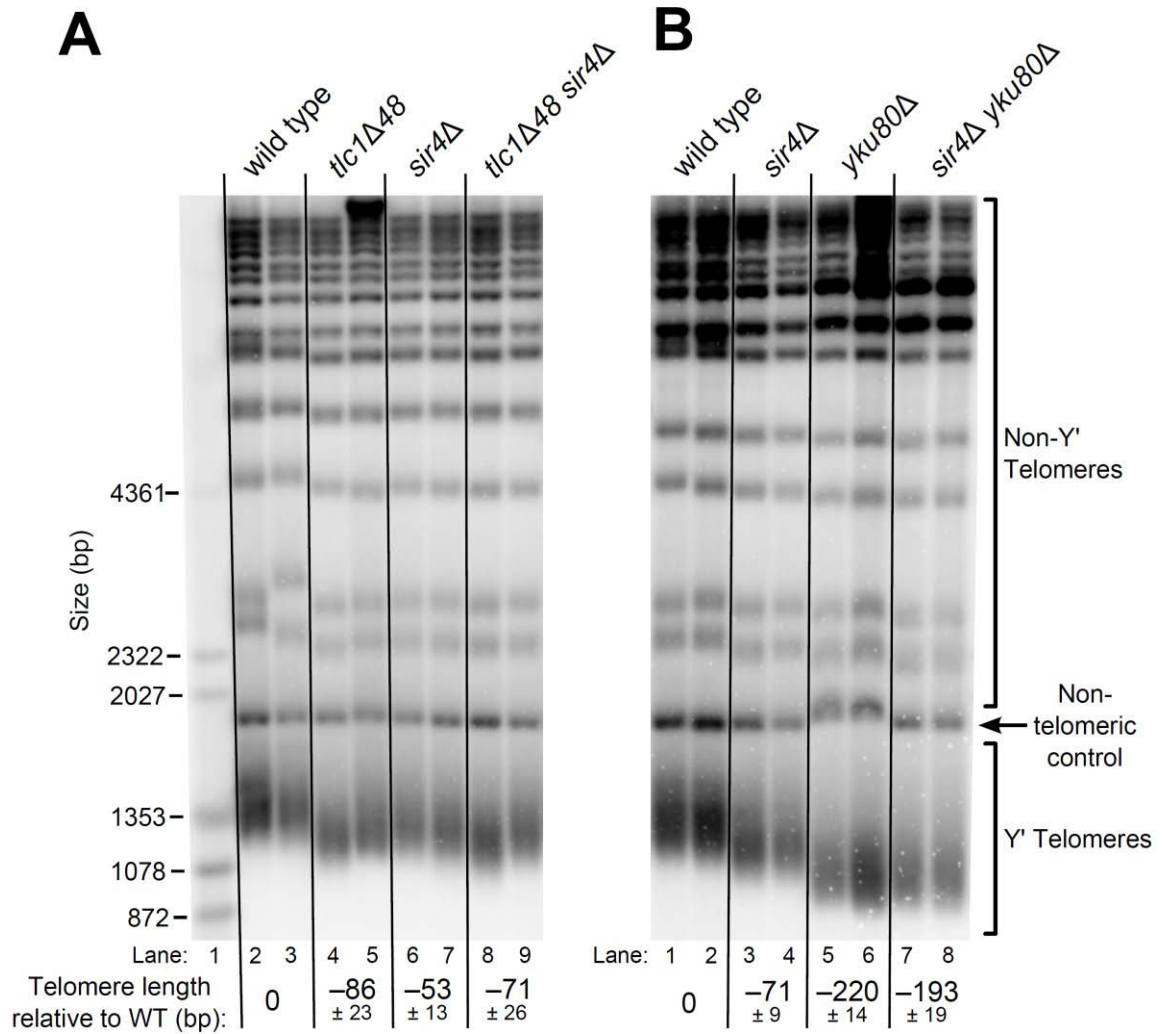 A
B
wild type
tlc1Δ48
sir4Δ
tlc1Δ48 sir4Δ
wild type
sir4Δ
yku80Δ
sir4Δ yku80Δ
Size (bp)
4361
2322
2027
1353
1078
872
Non-Y'
Telomeres
Non-
telomeric
control
Y' Telomeres
Lane: 1 2 3 4 5 6 7 8 9
Lane: 1 2 3 4 5 6 7 8
Telomere length
relative to WT (bp):
0
–86
± 23
–53
± 13
–71
± 26
0
–71
± 9
–220
± 14
–193
± 19